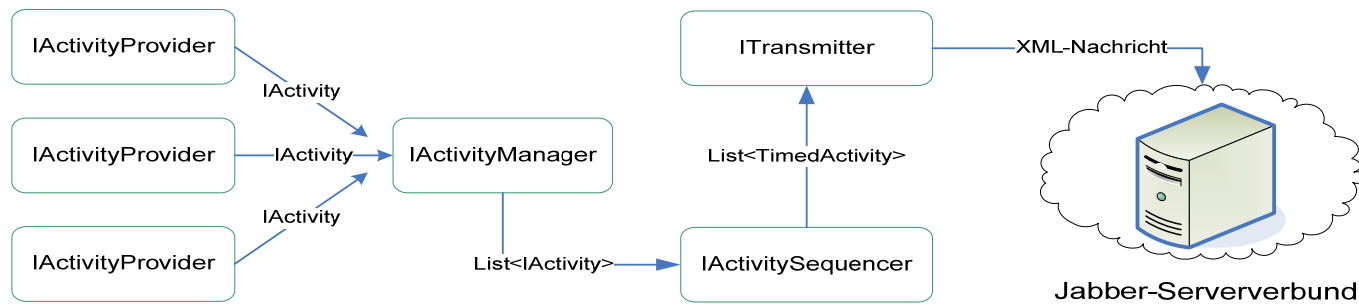 IActivityProvider
IActivity
IActivityProvider
IActivity
IActivityProvider
IActivity
IActivityManager
List<IActivity>
IActivitySequencer
List<TimedActivity>
ITransmitter
XML-Nachricht
Jabber-Serververbund